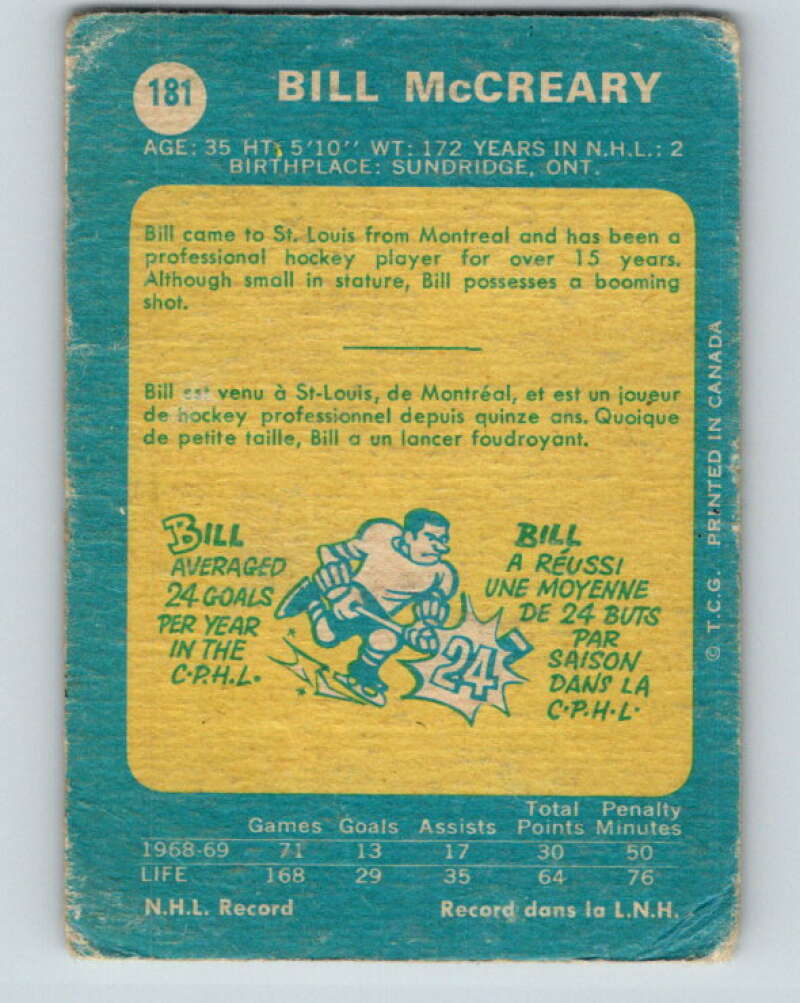 181
BILL McCREARY
AGE: 35 HT: 5'10'' WT: 172 YEARS IN N.H.L.: 2
BIRTHPLACE: SUNDRIDGE, ONT.
Bill came to St. Louis from Montreal and has been a
professional hockey player for over 15 years.
Although small in stature, Bill possesses a booming
shot.
Bill est venu à St-Louis, de Montréal, et est un joueur
de hockey professionnel depuis quinze ans. Quoique
de petite taille, Bill a un lancer foudroyant.
BILL
AVERAGED
24 GOALS
PER YEAR
IN THE
C·P·H·L·
24
BILL
A RÉUSSI
UNE MOYENNE
DE 24 BUTS
PAR
SAISON
DANS LA
C·P·H·L·
© T.C.G. PRINTED IN CANADA
Total Penalty
Games Goals Assists Points Minutes
1968-69 71 13 17 30 50
LIFE 168 29 35 64 76
N.H.L. Record Record dans la L.N.H.